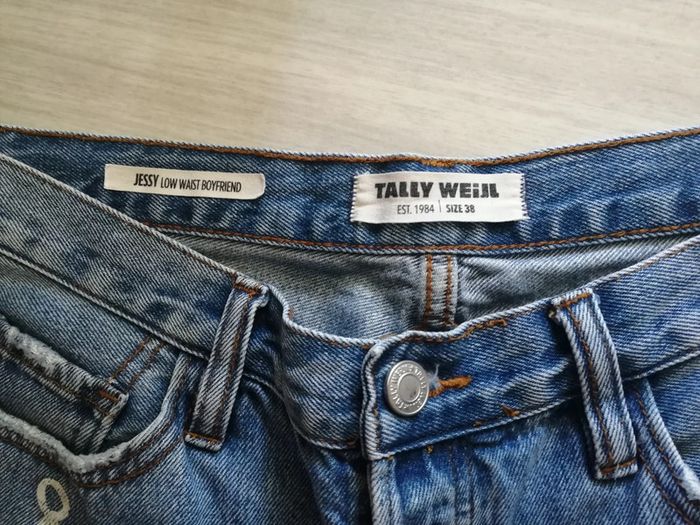 JESSY LOW WAIST BOYFRIEND
TALLY WEiJL
EST. 1984 | SIZE 38